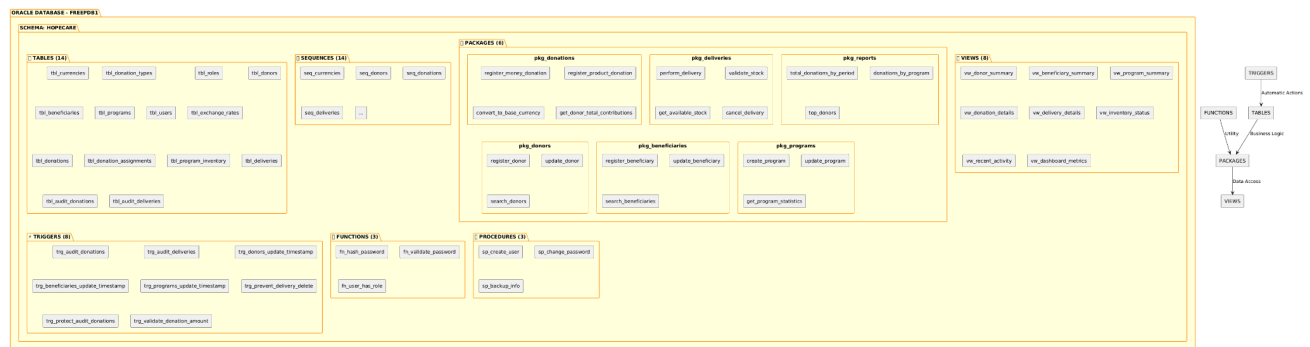 ORACLE DATABASE - FREEPDB1
SCHEMA: HOPECARE
TABLES (14)
tbl_currencies tbl_donation_types tbl_roles tbl_donors
tbl_beneficiaries tbl_programs tbl_users tbl_exchange_rates
tbl_donations tbl_donation_assignments tbl_program_inventory tbl_deliveries
tbl_audit_donations tbl_audit_deliveries
SEQUENCES (14)
seq_currencies seq_donors seq_donations
seq_deliveries ...
PACKAGES (6)
pkg_donations
register_money_donation register_product_donation
convert_to_base_currency get_donor_total_contributions
pkg_deliveries
perform_delivery validate_stock
get_available_stock cancel_delivery
pkg_reports
total_donations_by_period donations_by_program
top_donors
pkg_donors
register_donor update_donor
search_donors
pkg_beneficiaries
register_beneficiary update_beneficiary
search_beneficiaries
pkg_programs
create_program update_program
get_program_statistics
VIEWS (8)
vw_donor_summary vw_beneficiary_summary vw_program_summary
vw_donation_details vw_delivery_details vw_inventory_status
vw_recent_activity vw_dashboard_metrics
TRIGGERS (8)
trg_audit_donations trg_audit_deliveries trg_donors_update_timestamp
trg_beneficiaries_update_timestamp trg_programs_update_timestamp trg_prevent_delivery_delete
trg_protect_audit_donations trg_validate_donation_amount
FUNCTIONS (3)
fn_hash_password fn_validate_password
fn_user_has_role
PROCEDURES (3)
sp_create_user sp_change_password
sp_backup_info
TRIGGERS
Automatic Actions
FUNCTIONS TABLES
Utility Business Logic
PACKAGES
Data Access
VIEWS